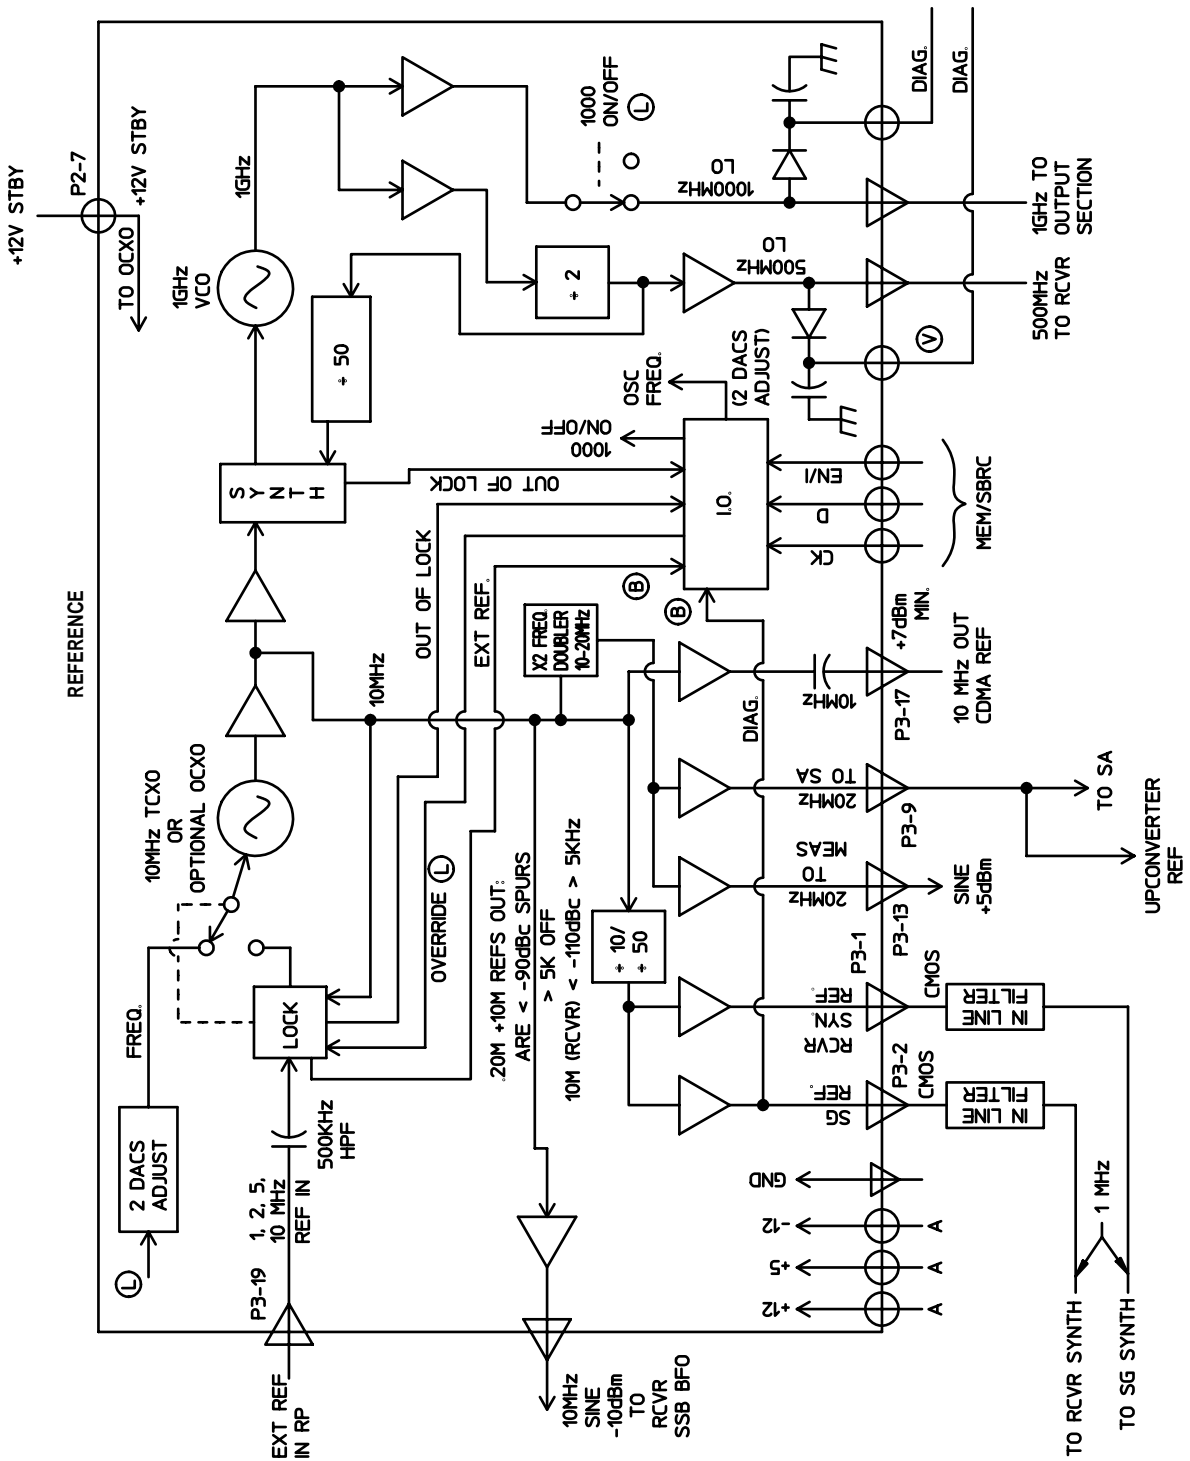 REFERENCE
+12V STBY
P2-7
+12V STBY
TO OCXO
1GHz
VCO
1GHz
1000
ON/OFF
L
1000MHz
LO
DIAG.
DIAG.
1GHz TO
OUTPUT
SECTION
÷ 2
500MHz
LO
500MHz
TO RCVR
V
÷ 50
SYNTH
OUT OF LOCK
1000
ON/OFF
OSC
FREQ.
(2 DACS
ADJUST)
I.O.
EN/I
D
CK
MEM/SBRC
OUT OF LOCK
EXT REF.
B
B
X2 FREQ.
DOUBLER
10-20MHz
10MHz
DIAG.
10MHz
+7dBm
MIN.
P3-17
10 MHz OUT
CDMA REF
10MHz TCXO
OR
OPTIONAL OCXO
20MHz
TO SA
P3-9
TO SA
UPCONVERTER
REF
20MHz
TO
MEAS
P3-13
SINE
+5dBm
OVERRIDE
L
.20M +10M REFS OUT.
ARE < -90dBC SPURS
> 5K OFF
10M (RCVR) < -110dBc > 5KHz
÷ 10/
÷ 50
FREQ.
LOCK
P3-1
RCVR
SYN
REF.
CMOS
IN LINE
FILTER
P3-2
SG
REF.
CMOS
IN LINE
FILTER
2 DACS
ADJUST
L
500KHz
HPF
1, 2, 5,
10 MHz
REF IN
P3-19
EXT REF
IN RP
10MHz
SINE
-10dBm
TO
RCVR
SSB BFO
GND
-12
A
+5
A
+12
A
1 MHz
TO RCVR SYNTH
TO SG SYNTH